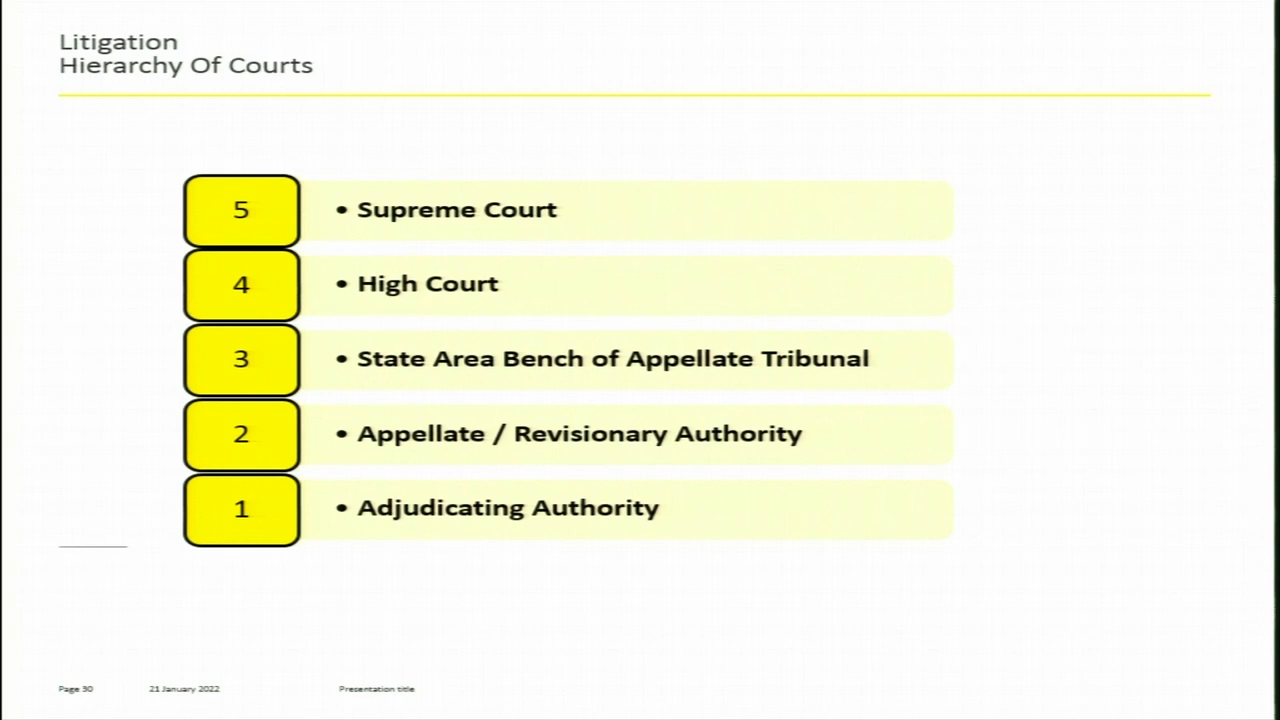 Litigation
Hierarchy Of Courts
5 • Supreme Court
4 • High Court
3 • State Area Bench of Appellate Tribunal
2 • Appellate / Revisionary Authority
1 • Adjudicating Authority
Page 30 21 January 2022 Presentation title